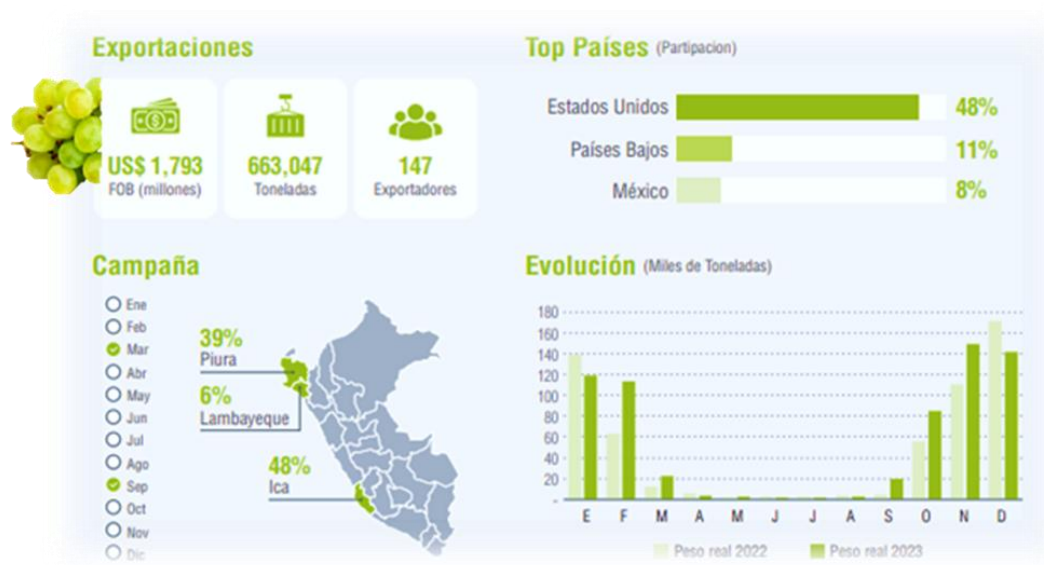 Exportaciones
US$ 1,793
FOB (millones)
663,047
Toneladas
147
Exportadores
Top Países (Partipacion)
Estados Unidos 48%
Países Bajos 11%
México 8%
Campaña
Ene
Feb
Mar
Abr
May
Jun
Jul
Ago
Sep
Oct
Nov
Dic
39%
Piura
6%
Lambayeque
48%
Ica
Evolución (Miles de Toneladas)
180
160
140
120
100
80
60
40
20
-
E F M A M J J A S O N D
Peso real 2022 Peso real 2023